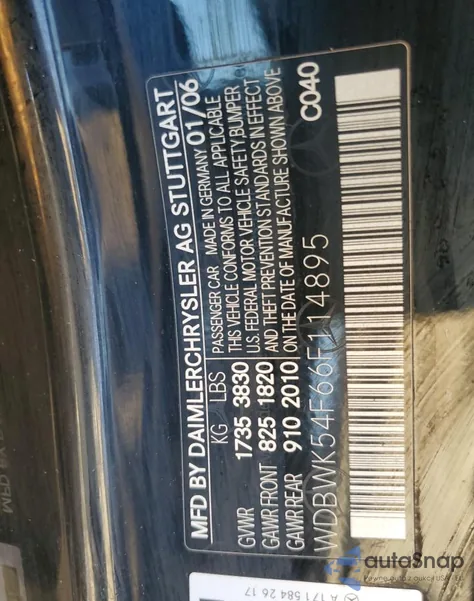 MFD BY DAIMLERCHRYSLER AG STUTTGART
01/06
KG LBS
GVWR 1735 3830
GAWR FRONT 825 1820
GAWR REAR 910 2010
PASSENGER CAR MADE IN GERMANY
THIS VEHICLE CONFORMS TO ALL APPLICABLE
U.S. FEDERAL MOTOR VEHICLE SAFETY,BUMPER
AND THEFT PREVENTION STANDARDS IN EFFECT
ON THE DATE OF MANUFACTURE SHOWN ABOVE
C040
WDBWK54F66F114895
A 171 584 26 17
autoSnap